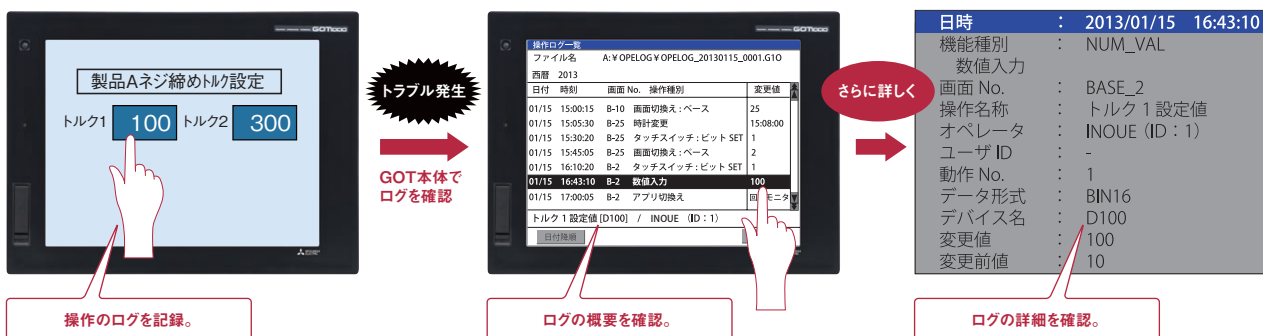 GOT1000
製品Aネジ締めトルク設定
トルク1 100 トルク2 300
MITSUBISHI ELECTRIC
操作のログを記録。
トラブル発生
GOT本体で
ログを確認
GOT1000
操作ログ一覧
ファイル名 A:¥OPELOG¥OPELOG_20130115_0001.G1O
西暦 2013
日付 時刻 画面 No. 操作種別 変更値
01/15 15:00:15 B-10 画面切換え:ベース 25
01/15 15:05:30 B-25 時計変更 15:08:00
01/15 15:30:20 B-25 タッチスイッチ:ビット SET 1
01/15 15:45:05 B-25 画面切換え:ベース 2
01/15 16:10:20 B-2 タッチスイッチ:ビット SET 1
01/15 16:43:10 B-2 数値入力 100
01/15 17:00:05 B-2 アプリ切換え 回 モニタ
トルク 1 設定値 [D100] / INOUE (ID:1)
日付降順
MITSUBISHI ELECTRIC
ログの概要を確認。
さらに詳しく
日時 : 2013/01/15 16:43:10
機能種別 : NUM_VAL
数値入力
画面 No. : BASE_2
操作名称 : トルク 1 設定値
オペレータ : INOUE(ID:1)
ユーザ ID : -
動作 No. : 1
データ形式 : BIN16
デバイス名 : D100
変更値 : 100
変更前値 : 10
ログの詳細を確認。